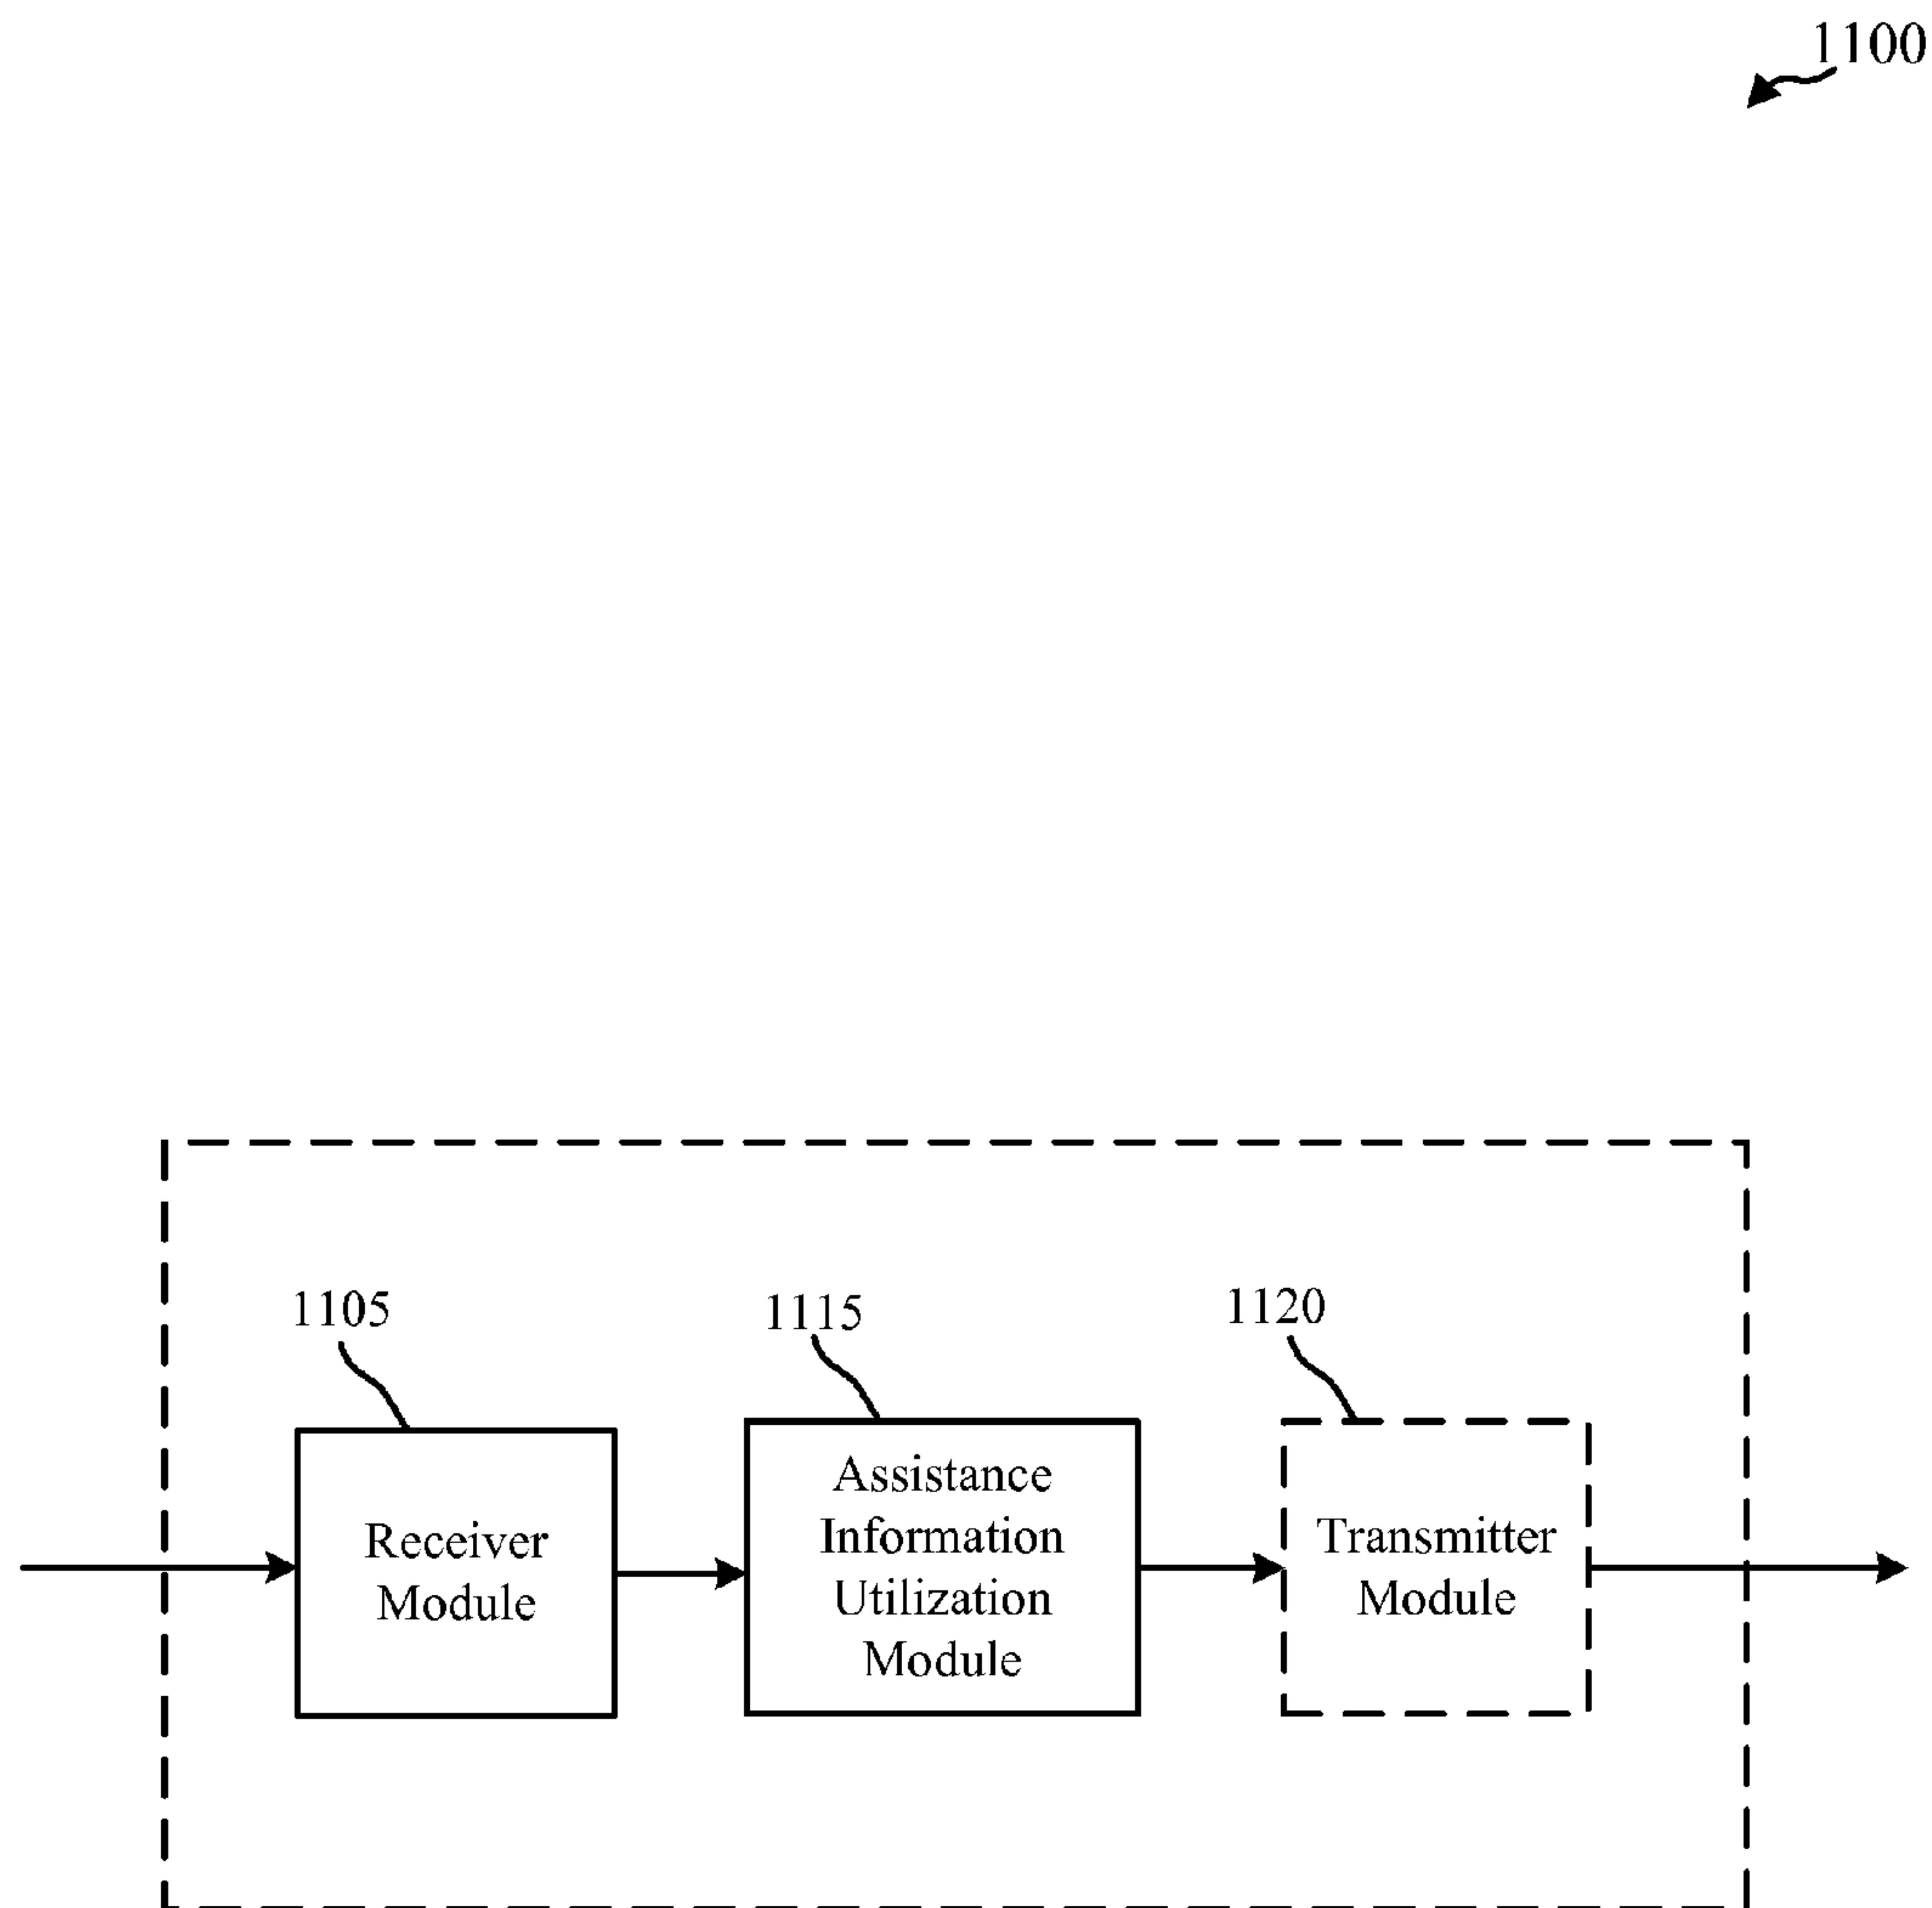 1100
1105
1115
1120
Receiver
Module
Assistance
Information
Utilization
Module
Transmitter
Module